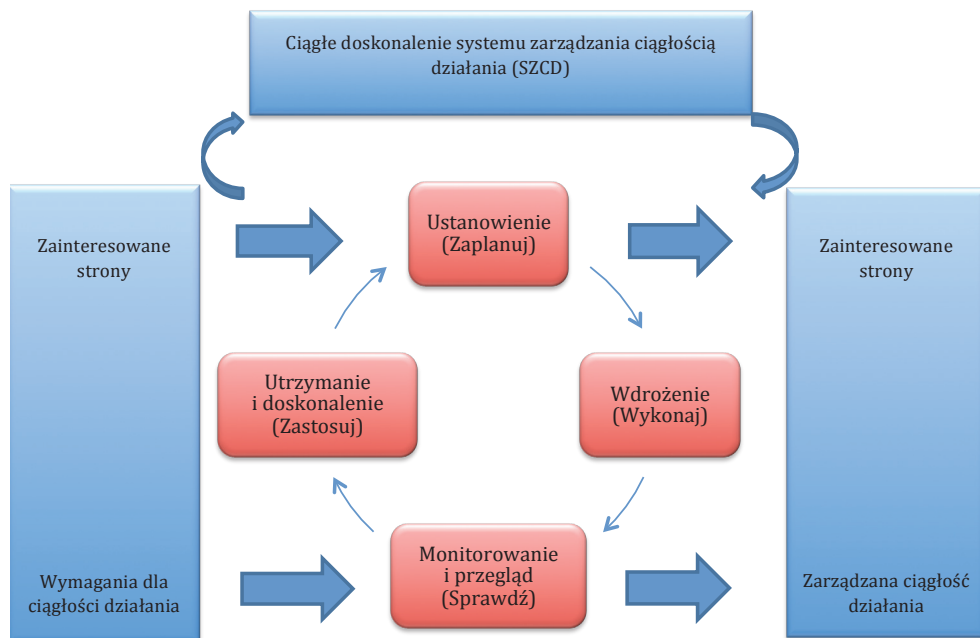 Ciągłe doskonalenie systemu zarządzania ciągłością
działania (SZCD)
Zainteresowane
strony
Ustanowienie
(Zaplanuj)
Zainteresowane
strony
Utrzymanie
i doskonalenie
(Zastosuj)
Wdrożenie
(Wykonaj)
Monitorowanie
i przegląd
(Sprawdź)
Wymagania dla
ciągłości działania
Zarządzana ciągłość
działania